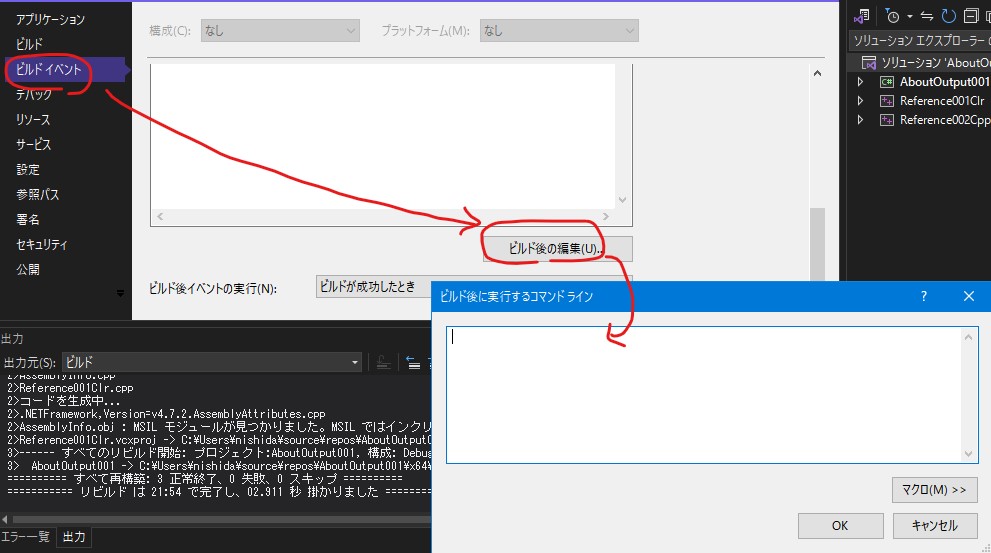 アプリケーション
ビルド
ビルド イベント
デバッグ
リソース
サービス
設定
参照パス
署名
セキュリティ
公開
構成(C): なし プラットフォーム(M): なし
ビルド後の編集(U)...
ビルド後イベントの実行(N): ビルドが成功したとき
ソリューション エクスプローラー
ソリューション 'AboutOu
AboutOutput001
Reference001Clr
Reference002Cpp
出力
出力元(S): ビルド
2>AssemblyInfo.cpp
2>Reference001Clr.cpp
2>コードを生成中...
2>.NETFramework,Version=v4.7.2.AssemblyAttributes.cpp
2>AssemblyInfo.obj : MSIL モジュールが見つかりました。MSIL ではインクリ
2>Reference001Clr.vcxproj -> C:¥Users¥nishida¥source¥repos¥AboutOutput0
3>------ すべてのリビルド開始: プロジェクト:AboutOutput001, 構成: Debug
3>  AboutOutput001 -> C:¥Users¥nishida¥source¥repos¥AboutOutput001¥x64¥
========== すべて再構築: 3 正常終了、0 失敗、0 スキップ ==========
=========== リビルド は 21:54 で完了し、02.911 秒 掛かりました ========
エラー一覧 出力
ビルド後に実行するコマンド ライン ?
マクロ(M) >>
OK キャンセル